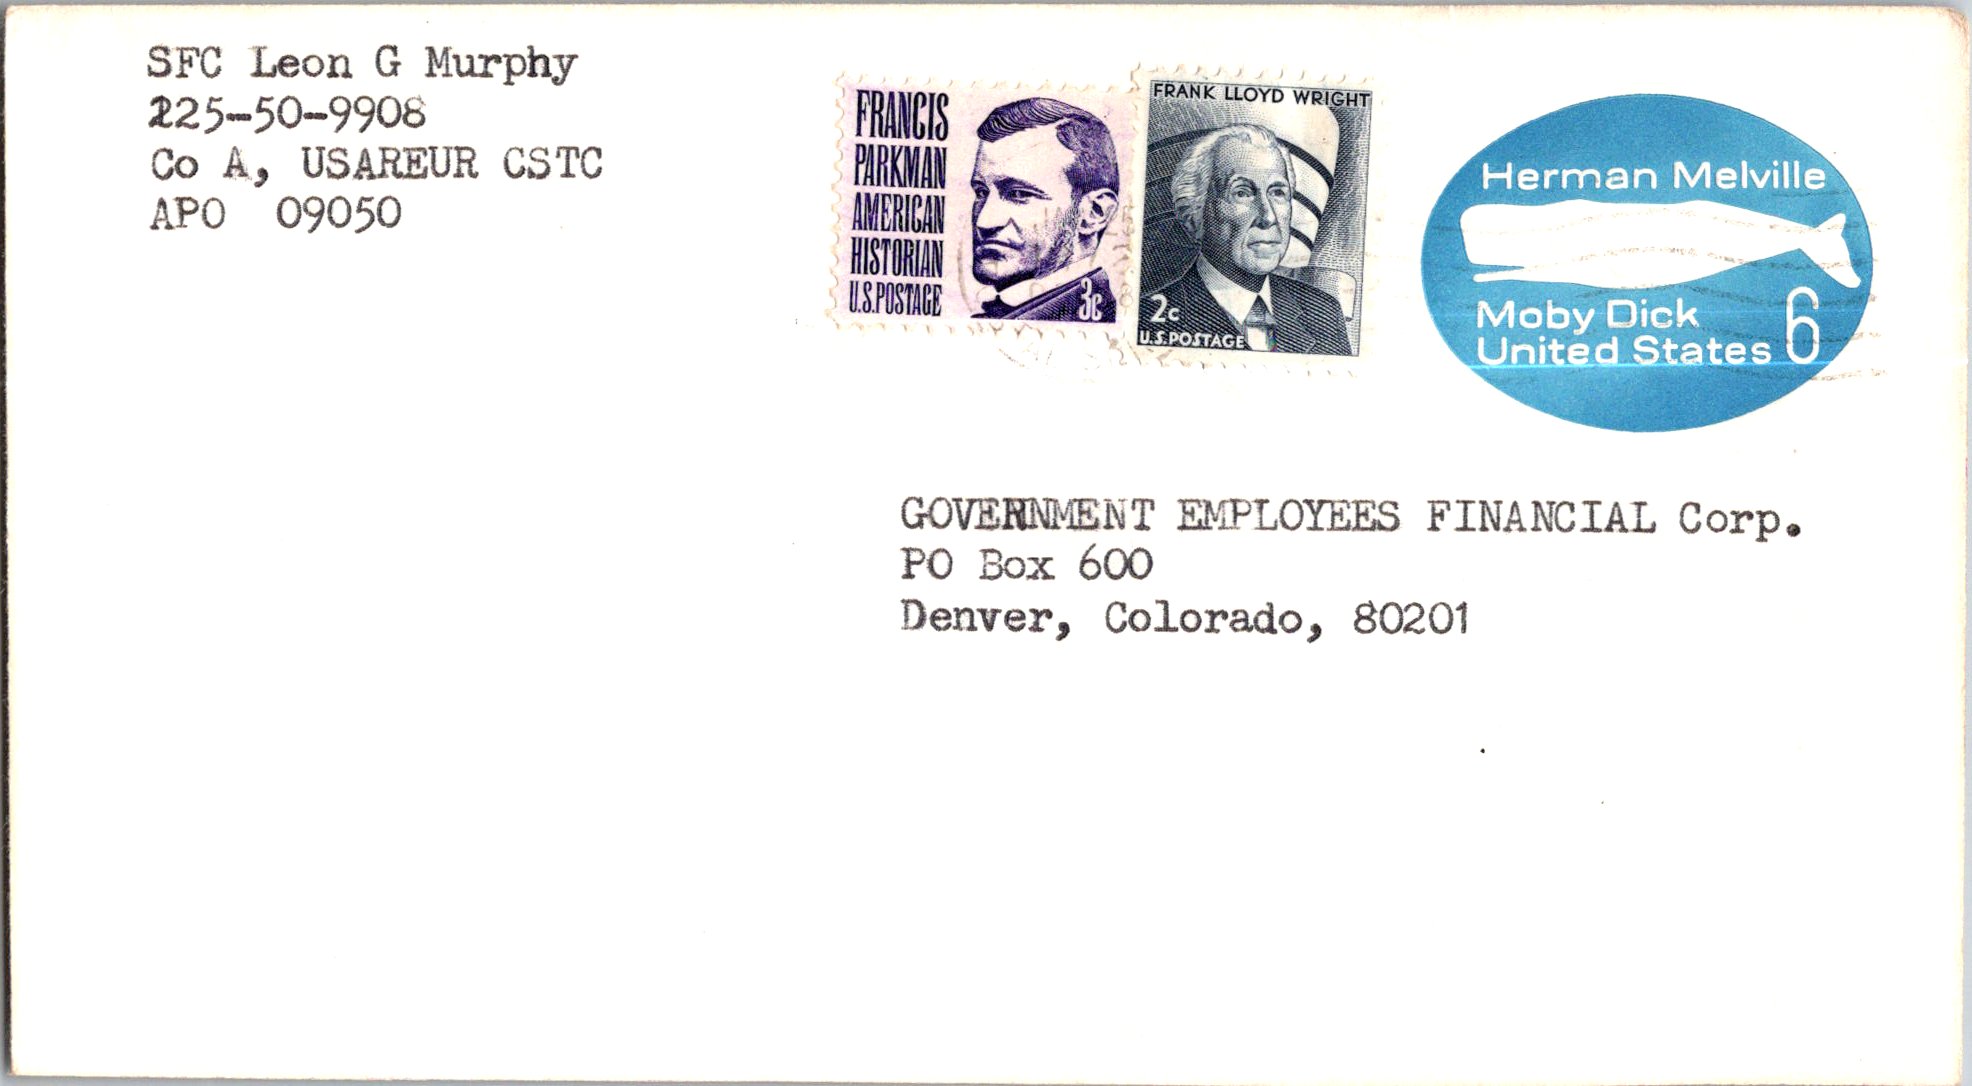 SFC Leon G Murphy
225-50-9908
Co A, USAREUR CSTC
APO 09050
FRANCIS
PARKMAN
AMERICAN
HISTORIAN
U.S.POSTAGE
3c
FRANK LLOYD WRIGHT
2c
U.S.POSTAGE
Herman Melville
Moby Dick
United States 6
GOVERNMENT EMPLOYEES FINANCIAL Corp.
PO Box 600
Denver, Colorado, 80201